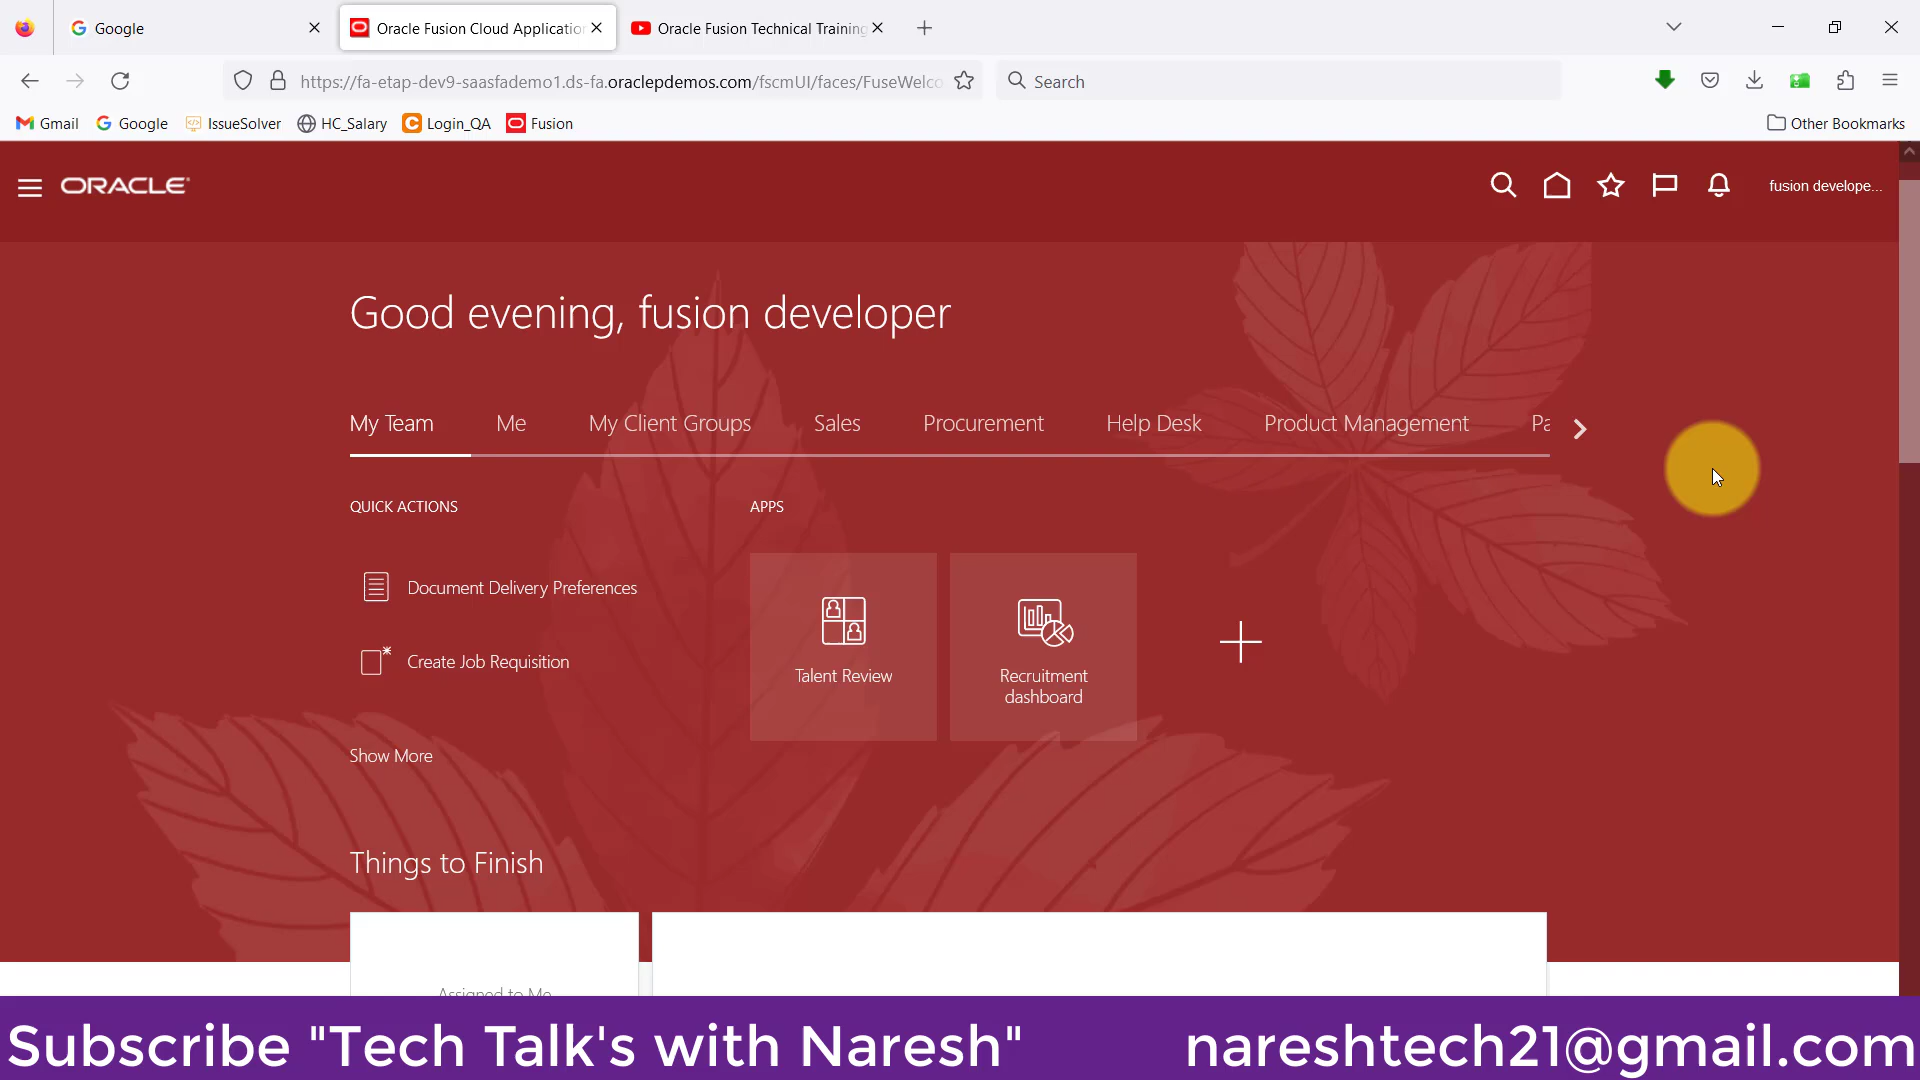 Google
Oracle Fusion Cloud Applicatio
Oracle Fusion Technical Training
https://fa-etap-dev9-saasfademo1.ds-fa.oraclepdemos.com/fscmUI/faces/FuseWelco
Search
Gmail
Google
IssueSolver
HC_Salary
Login_QA
Fusion
Other Bookmarks
ORACLE
fusion develope...
Good evening, fusion developer
My Team
Me
My Client Groups
Sales
Procurement
Help Desk
Product Management
Pa
QUICK ACTIONS
APPS
Document Delivery Preferences
Create Job Requisition
Show More
Talent Review
Recruitment
dashboard
Things to Finish
Assigned to Me
Subscribe "Tech Talk's with Naresh"
nareshtech21@gmail.com